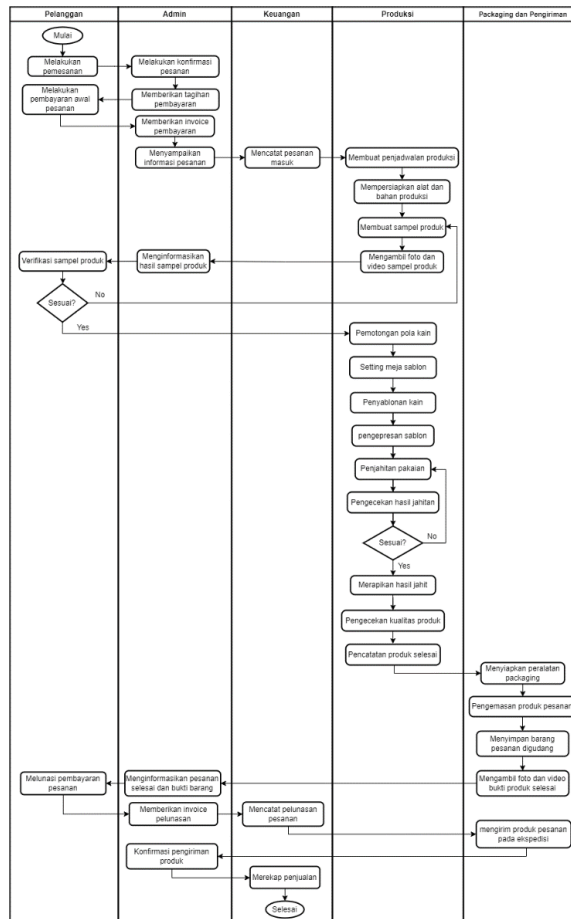 Pelanggan
Admin
Keuangan
Produksi
Packaging dan Pengiriman
Mulai
Melakukan
pemesanan
Melakukan konfirmasi
pesanan
Melakukan
pembayaran awal
pesanan
Memberikan tagihan
pembayaran
Memberikan invoice
pembayaran
Menyampaikan
informasi pesanan
Mencatat pesanan
masuk
Membuat penjadwalan produksi
Mempersiapkan alat dan
bahan produksi
Membuat sampel produk
Verifikasi sampel produk
Menginformasikan
hasil sampel produk
Mengambil foto dan
video sampel produk
Sesuai?
No
Yes
Pemotongan pola kain
Setting meja sablon
Penyablonan kain
pengepresan sablon
Penjahitan pakaian
Pengecekan hasil jahitan
Sesuai?
No
Yes
Merapikan hasil jahit
Pengecekan kualitas produk
Pencatatan produk selesai
Menyiapkan peralatan
packaging
Pengemasan produk pesanan
Menyimpan barang
pesanan digudang
Melunasi pembayaran
pesanan
Menginformasikan pesanan
selesai dan bukti barang
Mengambil foto dan video
bukti produk selesai
Memberikan invoice
pelunasan
Mencatat pelunasan
pesanan
mengirim produk pesanan
pada ekspedisi
Konfirmasi pengiriman
produk
Merekap penjualan
Selesai